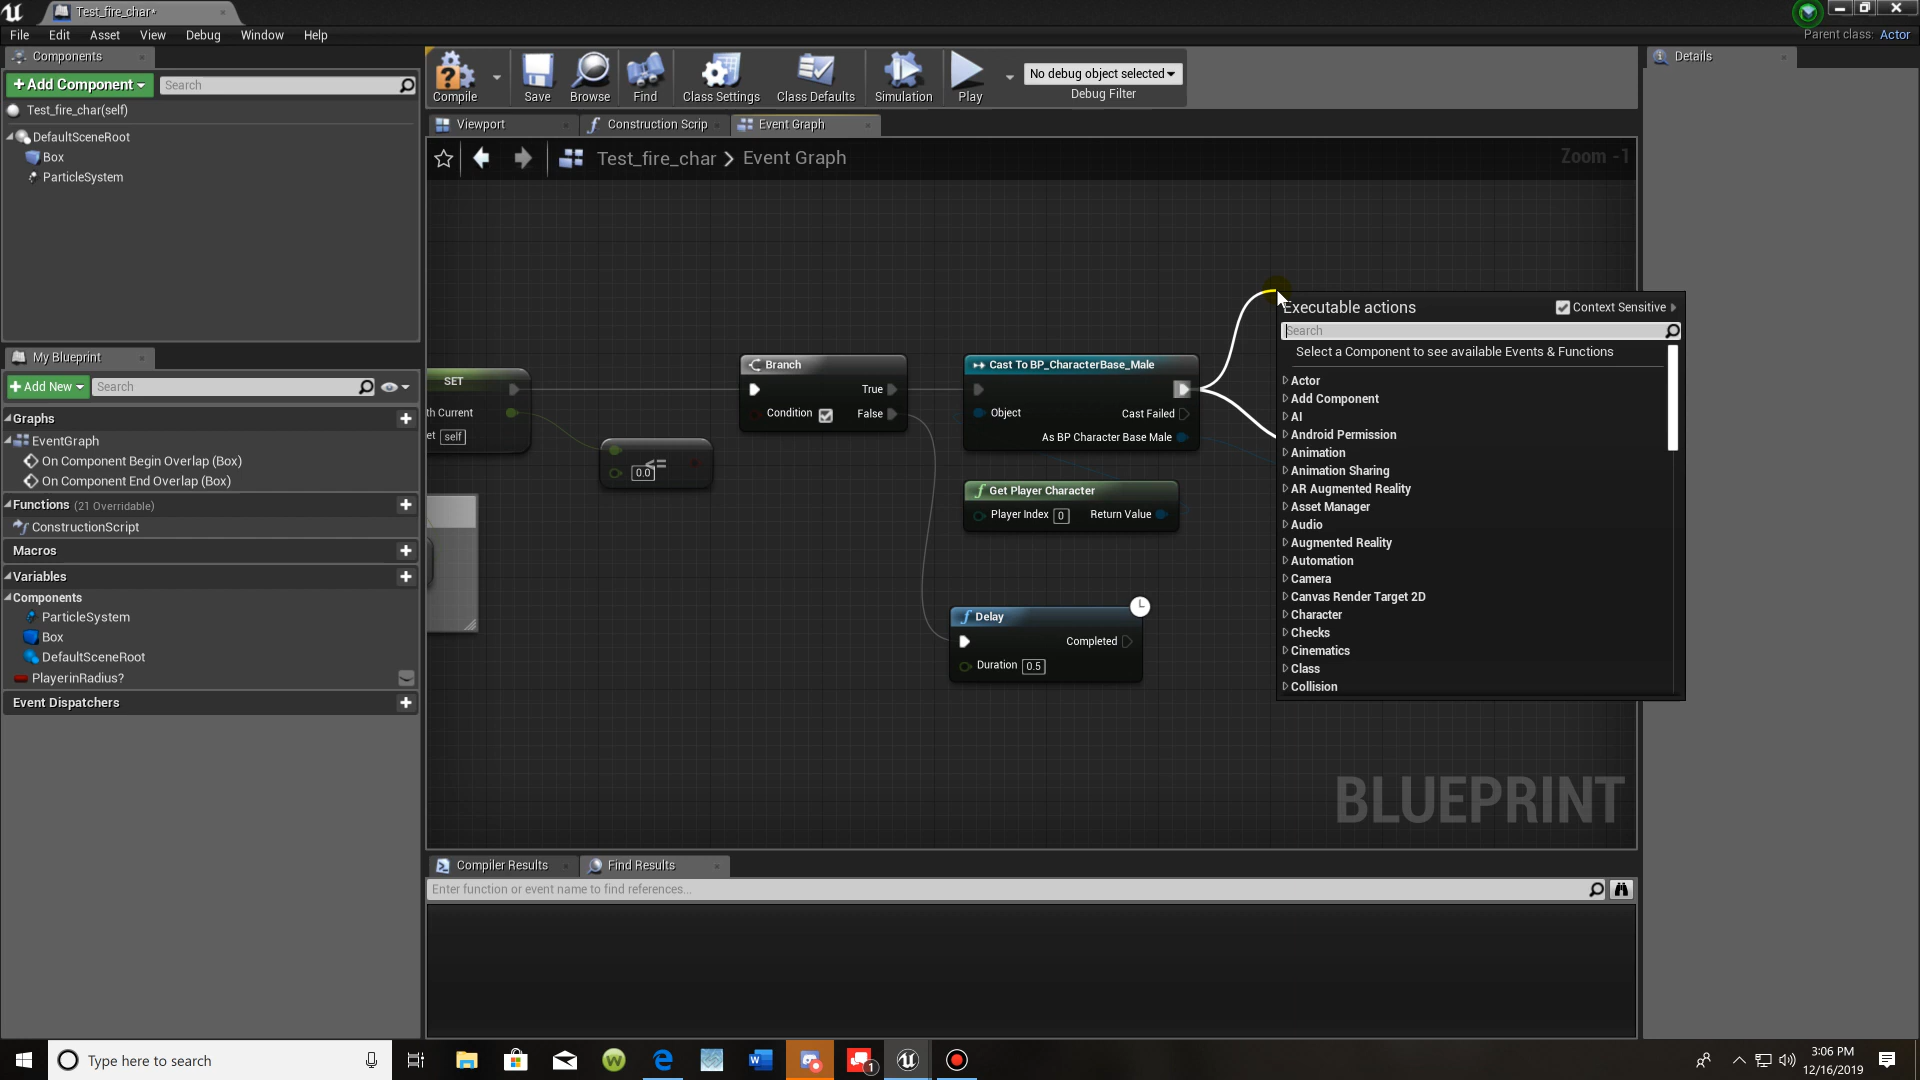 Test_fire_char*
File Edit Asset View Debug Window Help
Parent class: Actor
Components
+Add Component
Search
Test_fire_char(self)
DefaultSceneRoot
Box
ParticleSystem
Compile
Save
Browse
Find
Class Settings
Class Defaults
Simulation
Play
No debug object selected
Debug Filter
Details
Viewport
Construction Scrip
Event Graph
Test_fire_char > Event Graph
Zoom -1
My Blueprint
+Add New
Search
Graphs
EventGraph
On Component Begin Overlap (Box)
On Component End Overlap (Box)
Functions (21 Overridable)
ConstructionScript
Macros
Variables
Components
ParticleSystem
Box
DefaultSceneRoot
PlayerinRadius?
Event Dispatchers
SET
th Current
et self
<=
0.0
Branch
True
Condition
False
Cast To BP_CharacterBase_Male
Object
Cast Failed
As BP Character Base Male
Get Player Character
Player Index 0
Return Value
Delay
Completed
Duration 0.5
Executable actions
Context Sensitive
Search
Select a Component to see available Events & Functions
Actor
Add Component
AI
Android Permission
Animation
Animation Sharing
AR Augmented Reality
Asset Manager
Audio
Augmented Reality
Automation
Camera
Canvas Render Target 2D
Character
Checks
Cinematics
Class
Collision
BLUEPRINT
Compiler Results
Find Results
Enter function or event name to find references...
Type here to search
1
3:06 PM
12/16/2019